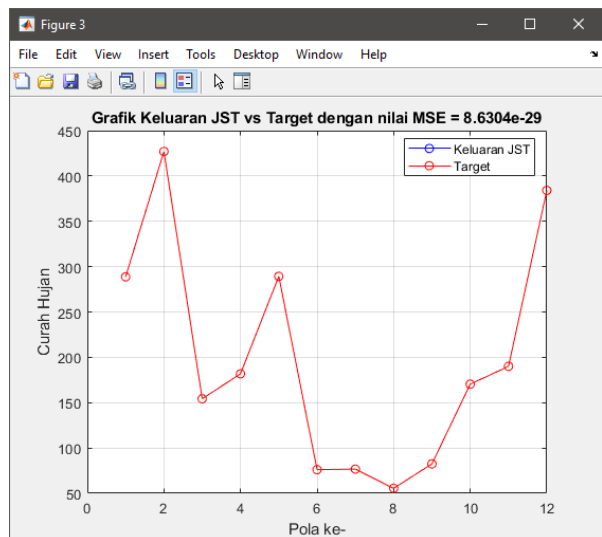 Figure 3
File Edit View Insert Tools Desktop Window Help
Grafik Keluaran JST vs Target dengan nilai MSE = 8.6304e-29
Keluaran JST
Target
Curah Hujan
450
400
350
300
250
200
150
100
50
0 2 4 6 8 10 12
Pola ke-